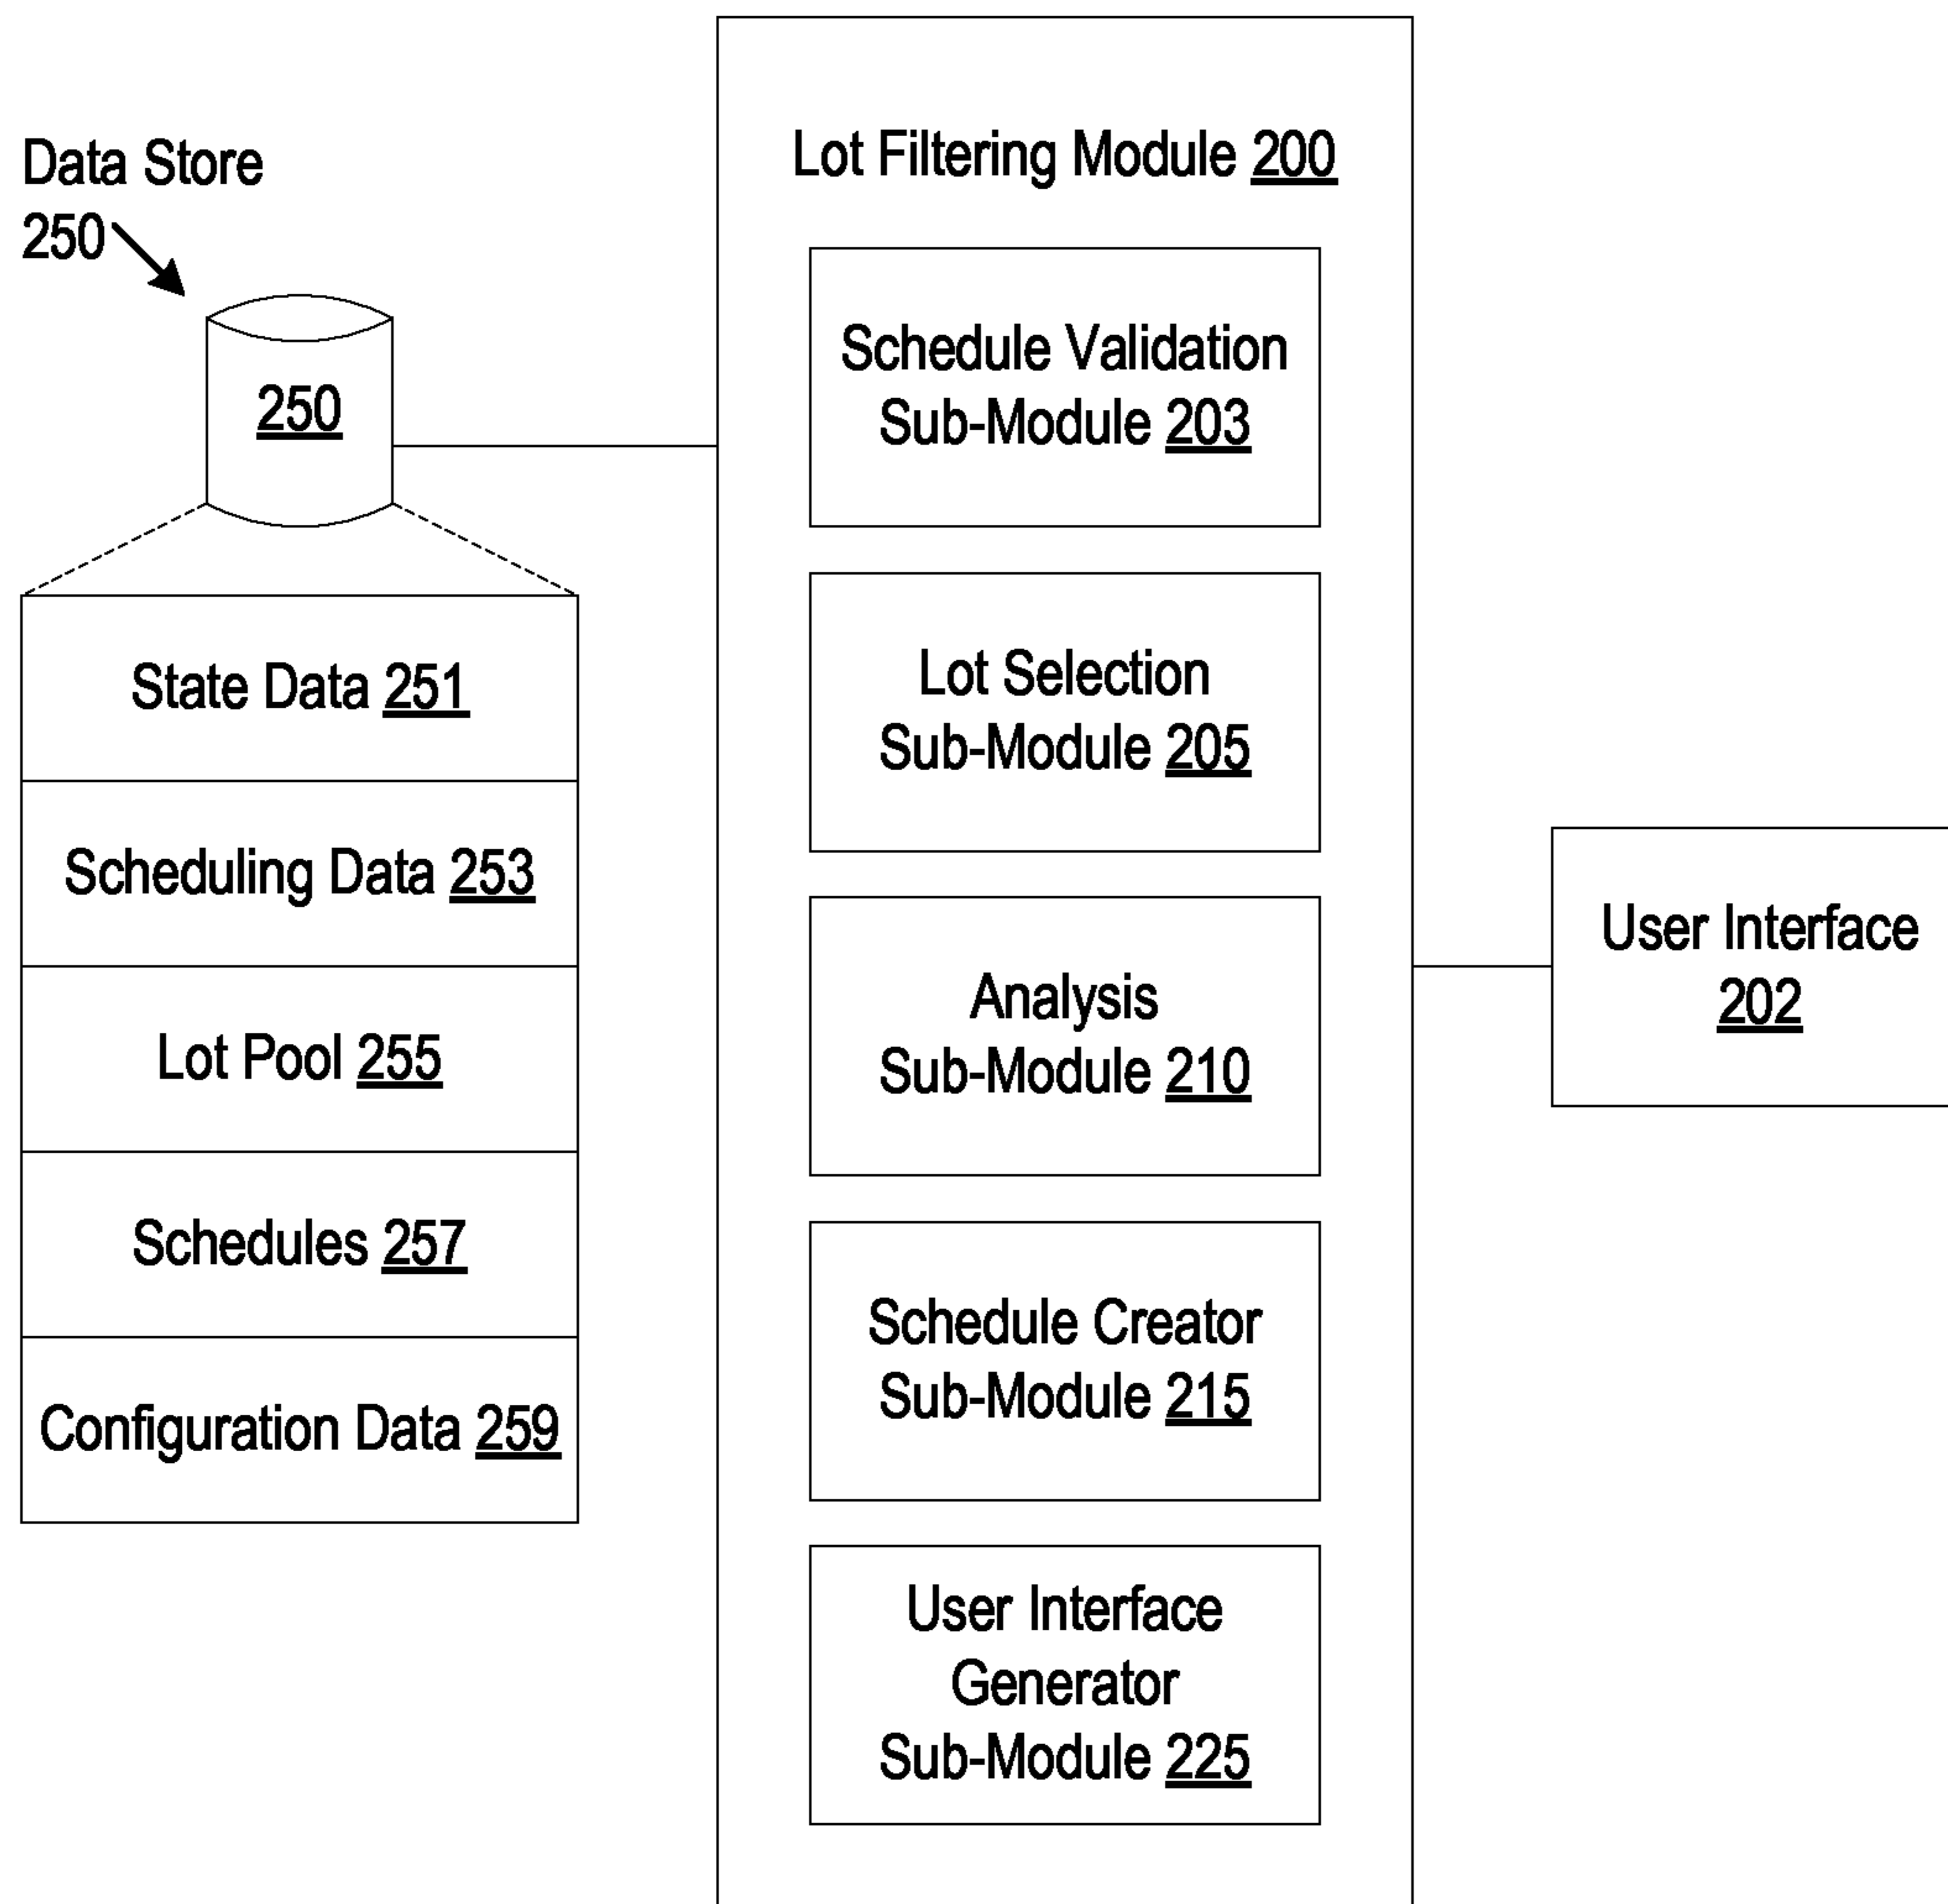 Data Store
250
250
State Data 251
Scheduling Data 253
Lot Pool 255
Schedules 257
Configuration Data 259
Lot Filtering Module 200
Schedule Validation
Sub-Module 203
Lot Selection
Sub-Module 205
Analysis
Sub-Module 210
Schedule Creator
Sub-Module 215
User Interface
Generator
Sub-Module 225
User Interface
202